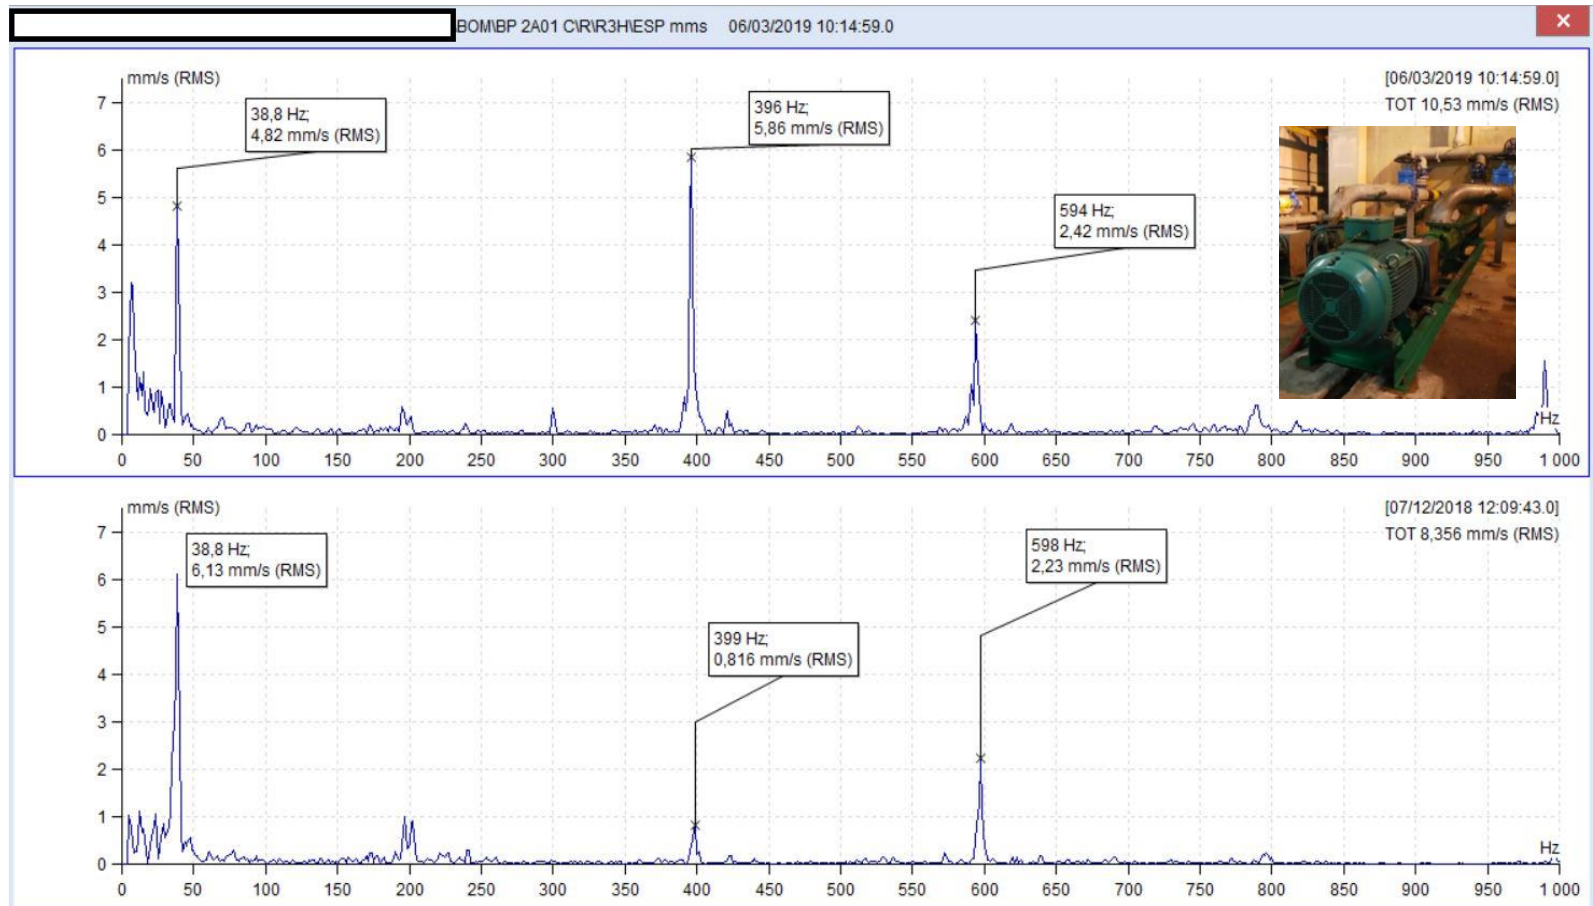 BOM\BP 2A01 C\R\R3H\ESP mms 06/03/2019 10:14:59.0
mm/s (RMS)
[06/03/2019 10:14:59.0]
TOT 10,53 mm/s (RMS)
38,8 Hz;
4,82 mm/s (RMS)
396 Hz;
5,86 mm/s (RMS)
594 Hz;
2,42 mm/s (RMS)
7
6
5
4
3
2
1
0
Hz
0 50 100 150 200 250 300 350 400 450 500 550 600 650 700 750 800 850 900 950 1 000
mm/s (RMS)
[07/12/2018 12:09:43.0]
TOT 8,356 mm/s (RMS)
38,8 Hz;
6,13 mm/s (RMS)
399 Hz;
0,816 mm/s (RMS)
598 Hz;
2,23 mm/s (RMS)
7
6
5
4
3
2
1
0
Hz
0 50 100 150 200 250 300 350 400 450 500 550 600 650 700 750 800 850 900 950 1 000